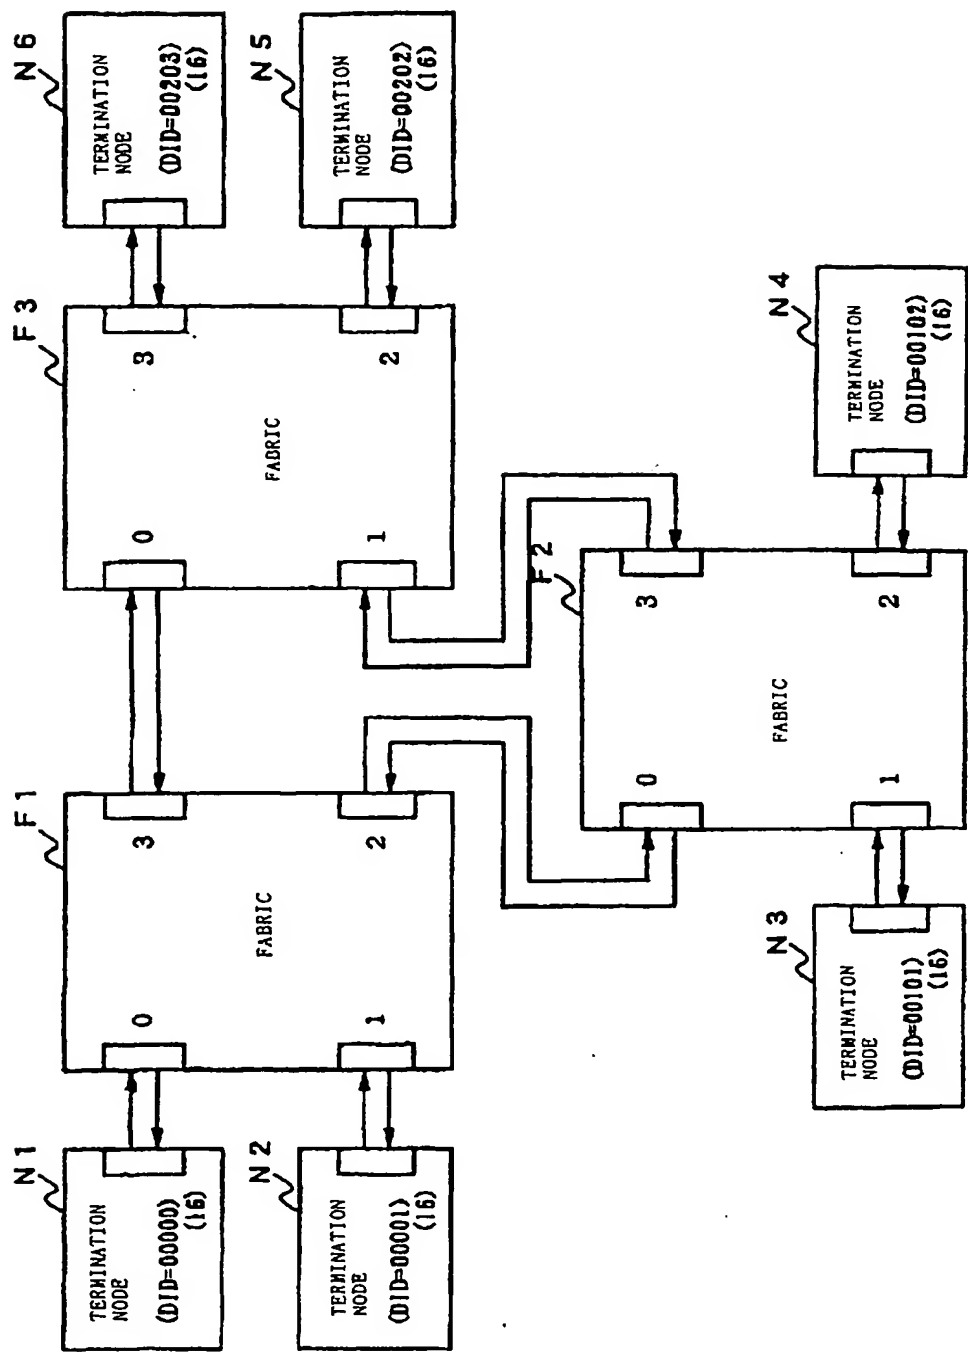 N1
TERMINATION
NODE
(DID=00000)
(16)
0
F1
FABRIC
3
0
F3
FABRIC
3
N6
TERMINATION
NODE
(DID=00203)
(16)
N2
TERMINATION
NODE
(DID=00001)
(16)
1
2
1
2
N5
TERMINATION
NODE
(DID=00202)
(16)
N3
TERMINATION
NODE
(DID=00101)
(16)
0
1
F2
FABRIC
3
2
N4
TERMINATION
NODE
(DID=00102)
(16)